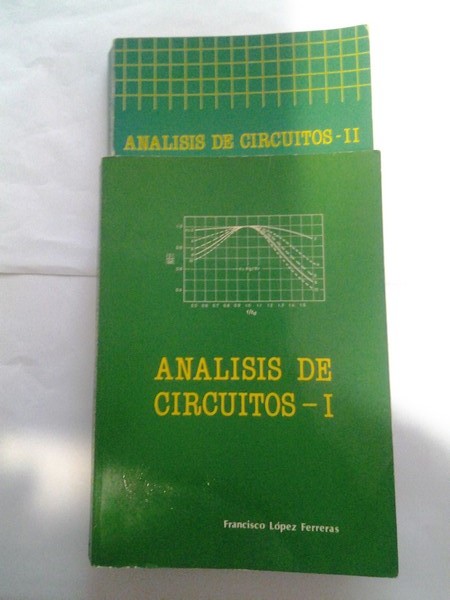 ANALISIS DE CIRCUITOS-II
ANALISIS DE
CIRCUITOS-I
Francisco López Ferreras